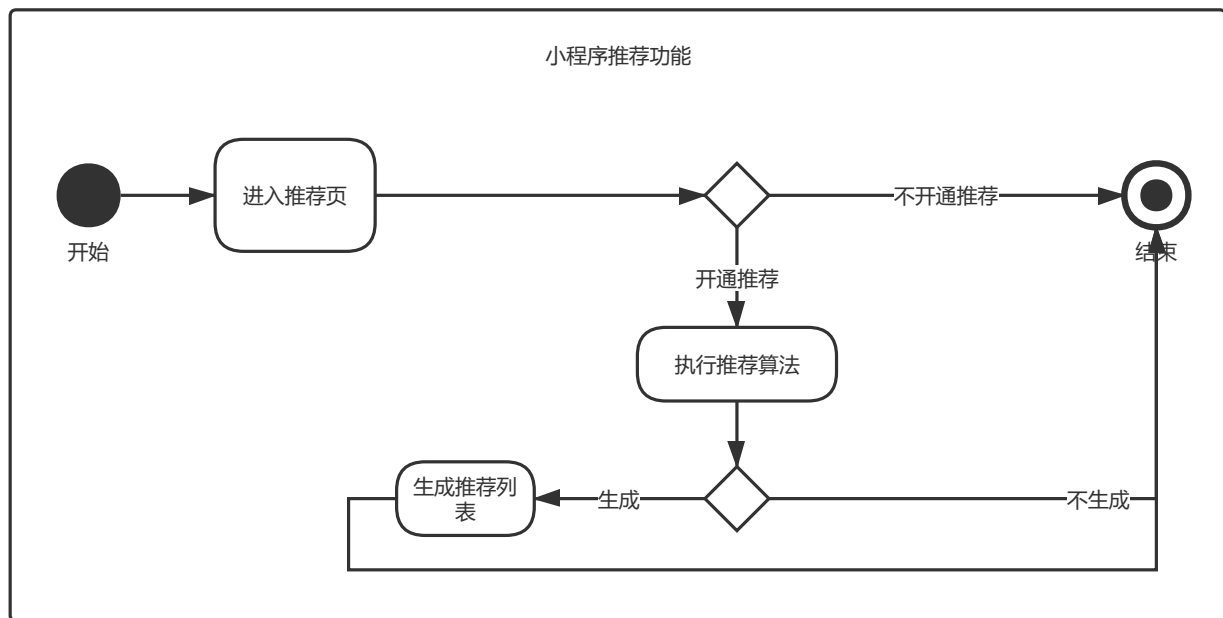 小程序推荐功能
进入推荐页
不开通推荐
开始
结束
开通推荐
执行推荐算法
生成推荐列
表
生成
不生成